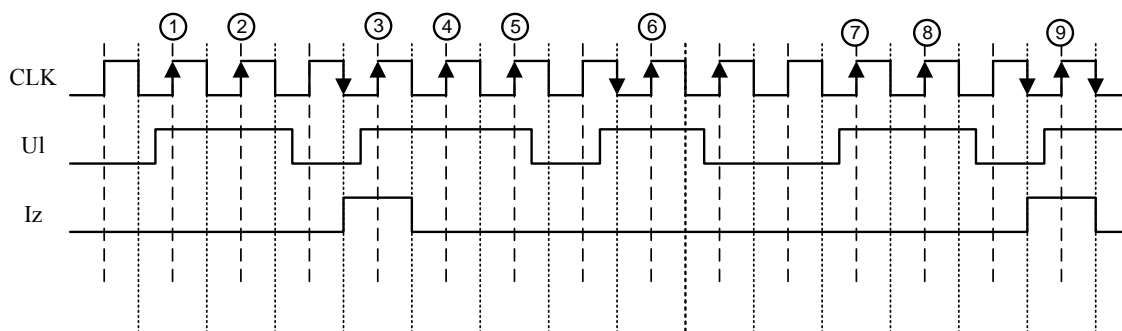 ① ② ③ ④ ⑤ ⑥ ⑦ ⑧ ⑨
CLK
Ul
Iz